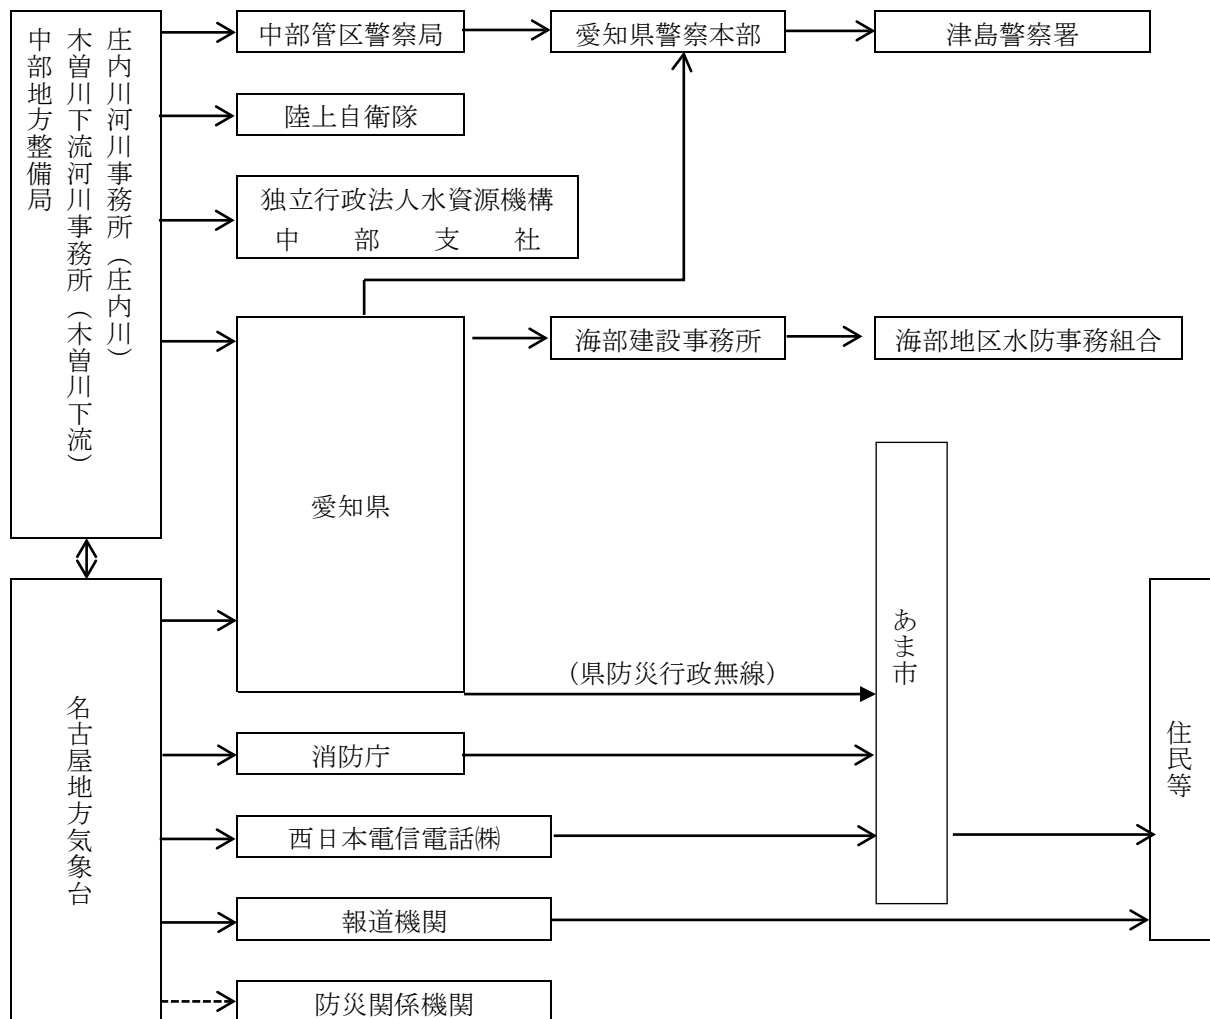 庄内川河川事務所（庄内川）
木曽川下流河川事務所（木曽川下流）
中部地方整備局
中部管区警察局
愛知県警察本部
津島警察署
陸上自衛隊
独立行政法人水資源機構
中部支社
愛知県
海部建設事務所
海部地区水防事務組合
（県防災行政無線）
あま市
名古屋地方気象台
消防庁
西日本電信電話㈱
報道機関
防災関係機関
住民等